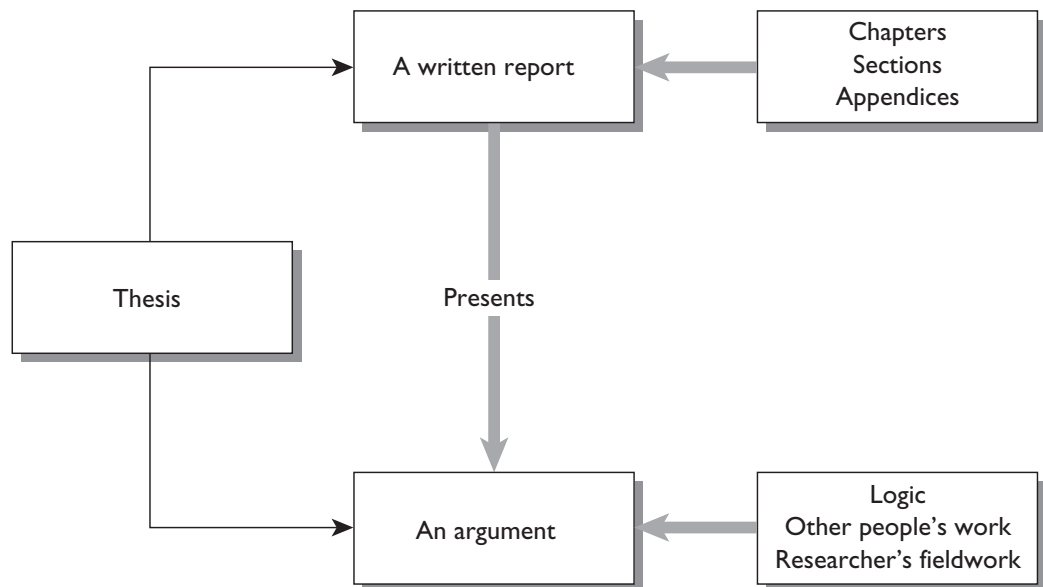 A written report
Chapters
Sections
Appendices
Thesis
Presents
An argument
Logic
Other people’s work
Researcher’s fieldwork